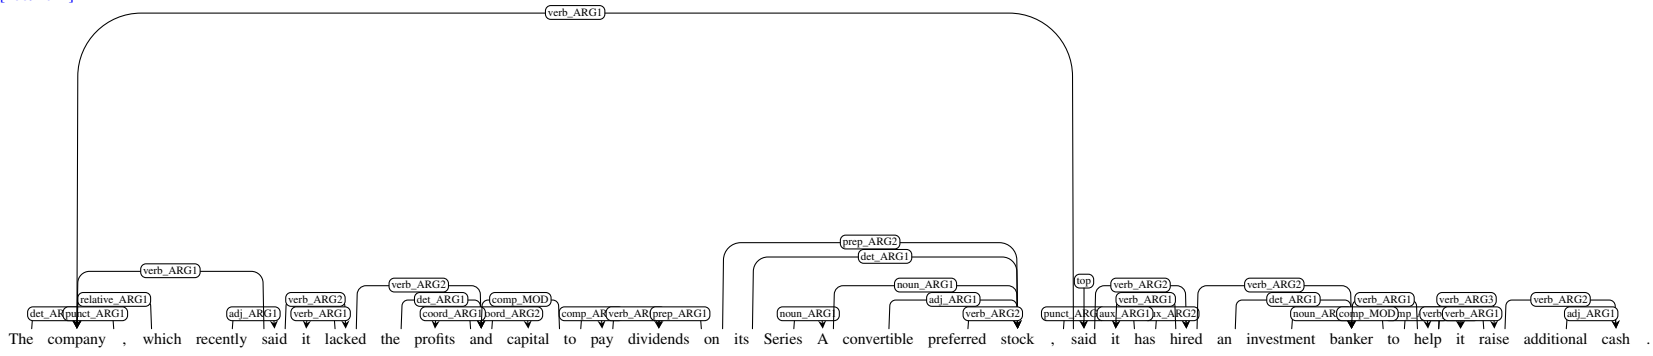 verb_ARG1
prep_ARG2
det_ARG1
verb_ARG1
top
verb_ARG2 noun_ARG1 verb_ARG2 verb_ARG2
relative_ARG1 verb_ARG2 det_ARG1 comp_MOD adj_ARG1 verb_ARG1 det_ARG1 verb_ARG1 verb_ARG3 verb_ARG2
punct_ARG1 adj_ARG1 verb_ARG1 coord_ARG1 prep_ARG1 noun_ARG1 verb_ARG2 aux_ARG1 comp_MOD verb_ARG1 adj_ARG1
The company , which recently said it lacked the profits and capital to pay dividends on its Series A convertible preferred stock , said it has hired an investment banker to help it raise additional cash .